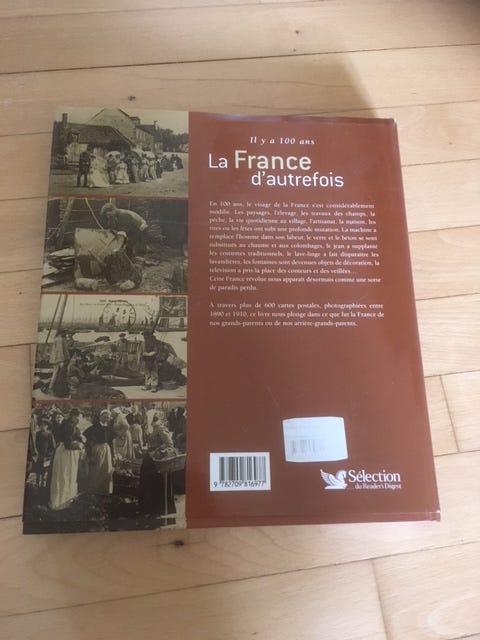 Il y a 100 ans
La France
d'autrefois
En 100 ans, le visage de la France s'est considérablement
modifié. Les paysages, l'élevage, les travaux des champs, la
pêche, la vie quotidienne au village, l'artisanat, la maison, les
rites ou les fêtes ont subi une profonde mutation. La machine a
remplacé l'homme dans son labeur, le verre et le béton se sont
substitués au chaume et aux colombages, le jean a supplanté
les costumes traditionnels, le lave-linge a fait disparaître les
lavandières, les fontaines sont devenues objets de décoration, la
télévision a pris la place des conteurs et des veillées...
Cette France révolue nous apparaît désormais comme une sorte
de paradis perdu.
À travers plus de 600 cartes postales, photographiées entre
1890 et 1910, ce livre nous plonge dans ce que fut la France de
nos grands-parents ou de nos arrière-grands-parents.
9 782709 816977
Sélection
du Reader's Digest